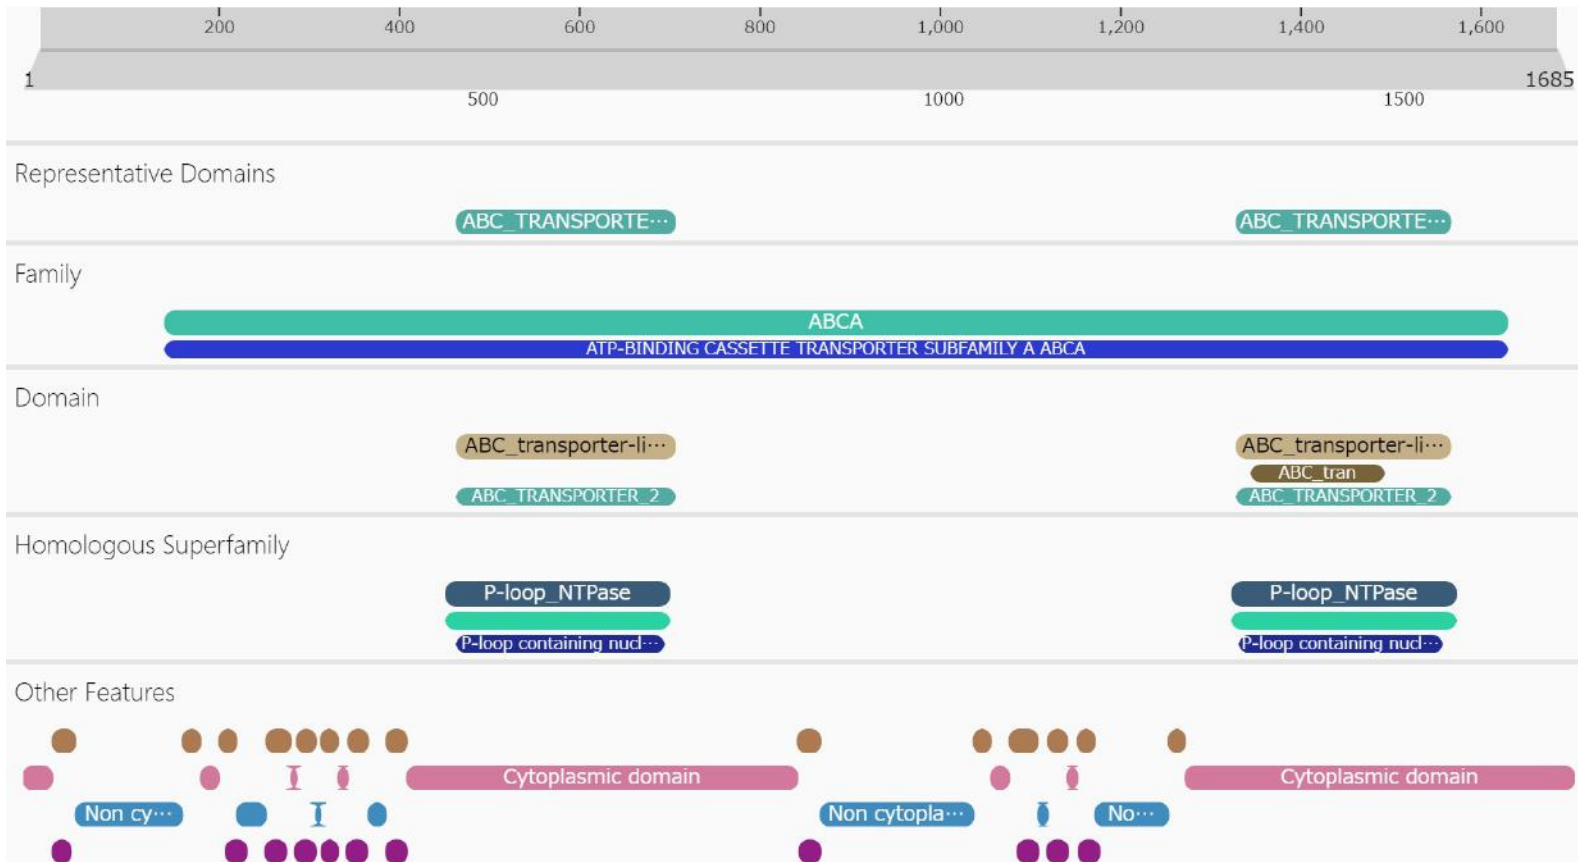 200 400 600 800 1,000 1,200 1,400 1,600
1 1685
500 1000 1500
Representative Domains
ABC_TRANSPORTE··· ABC_TRANSPORTE···
Family
ABCA
ATP-BINDING CASSETTE TRANSPORTER SUBFAMILY A ABCA
Domain
ABC_transporter-li··· ABC_transporter-li···
ABC_tran
ABC_TRANSPORTER_2 ABC_TRANSPORTER_2
Homologous Superfamily
P-loop_NTPase P-loop_NTPase
P-loop containing nucl··· P-loop containing nucl···
Other Features
Cytoplasmic domain Cytoplasmic domain
Non cy··· Non cytopla··· No···